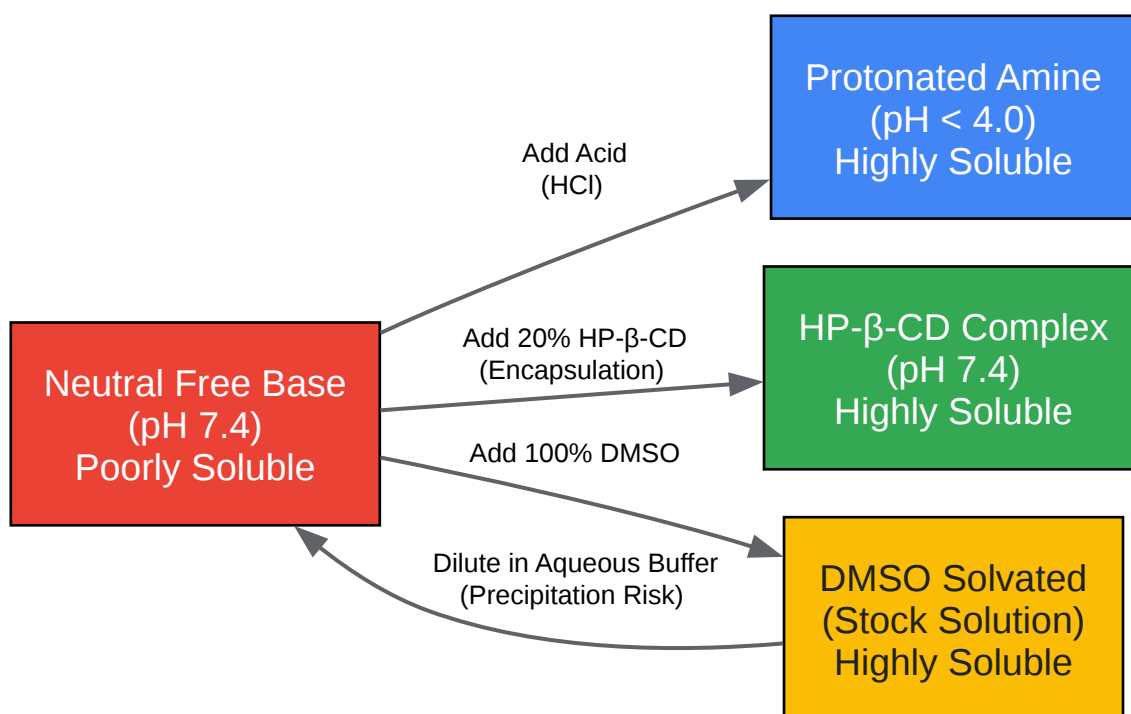 Protonated Amine
(pH < 4.0)
Highly Soluble
Add Acid
(HCl)
HP-β-CD Complex
(pH 7.4)
Highly Soluble
Add 20% HP-β-CD
(Encapsulation)
Neutral Free Base
(pH 7.4)
Poorly Soluble
Add 100% DMSO
Dilute in Aqueous Buffer
(Precipitation Risk)
DMSO Solvated
(Stock Solution)
Highly Soluble